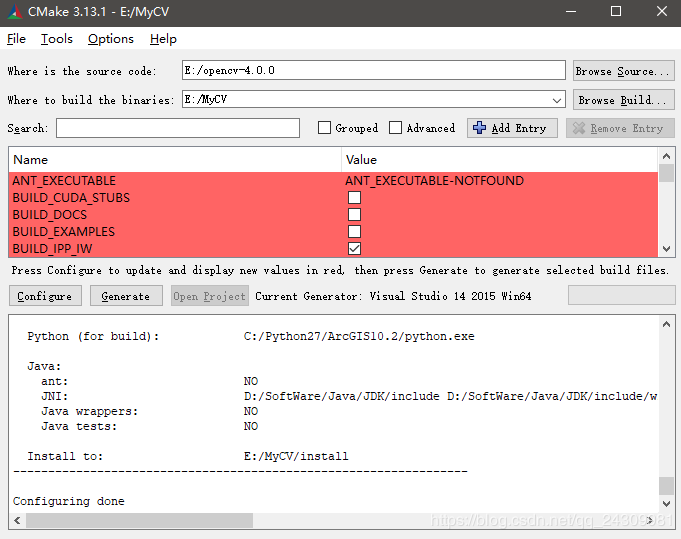 CMake 3.13.1 - E:/MyCV
File Tools Options Help
Where is the source code: E:/opencv-4.0.0 Browse Source...
Where to build the binaries: E:/MyCV Browse Build...
Search: Grouped Advanced Add Entry Remove Entry
Name Value
ANT_EXECUTABLE ANT_EXECUTABLE-NOTFOUND
BUILD_CUDA_STUBS
BUILD_DOCS
BUILD_EXAMPLES
BUILD_IPP_IW
Press Configure to update and display new values in red, then press Generate to generate selected build files.
Configure Generate Open Project Current Generator: Visual Studio 14 2015 Win64
Python (for build): C:/Python27/ArcGIS10.2/python.exe
Java:
ant: NO
JNI: D:/SoftWare/Java/JDK/include D:/SoftWare/Java/JDK/include/w
Java wrappers: NO
Java tests: NO
Install to: E:/MyCV/install
-----------------------------------------------------------------
Configuring done
https://blog.csdn.net/qq_24309981